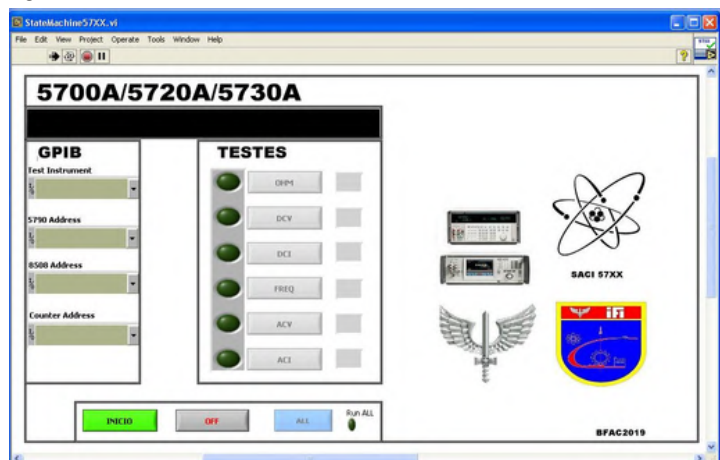 StateMachine57XX.vi
File Edit View Project Operate Tools Window Help
5700A/5720A/5730A
GPIB
Test Instrument
5790 Address
8508 Address
Counter Address
TESTES
OHM
DCV
DCI
FREQ
ACV
ACI
INICIO
OFF
ALL
Run ALL
SACI 57XX
ifi
BFAC2019